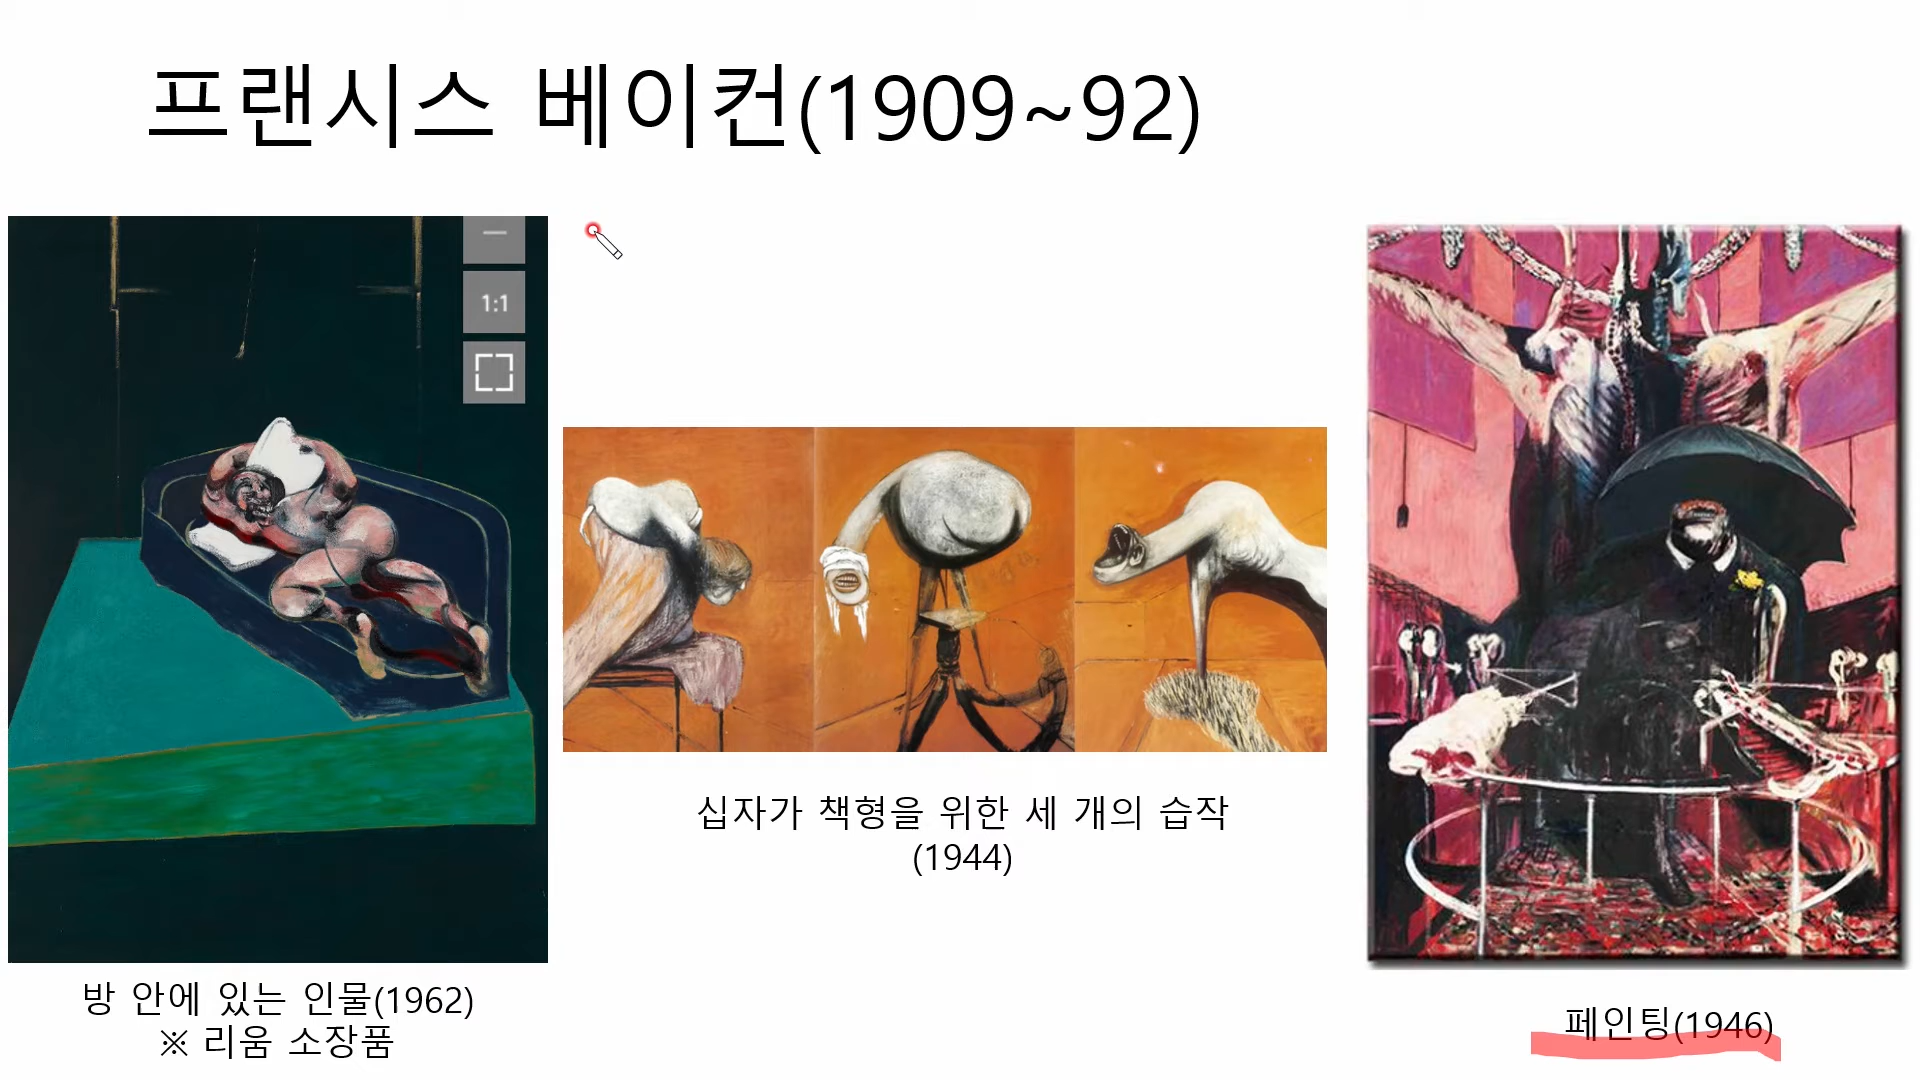 프랜시스 베이컨(1909~92)
1:1
십자가 책형을 위한 세 개의 습작
(1944)
방 안에 있는 인물(1962)
※ 리움 소장품
페인팅(1946)